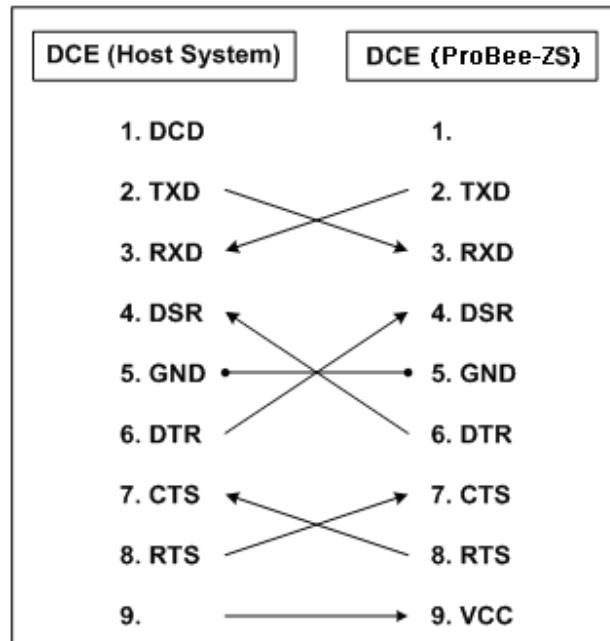 DCE (Host System) DCE (ProBee-ZS)
1. DCD 1.
2. TXD 2. TXD
3. RXD 3. RXD
4. DSR 4. DSR
5. GND 5. GND
6. DTR 6. DTR
7. CTS 7. CTS
8. RTS 8. RTS
9. 9. VCC